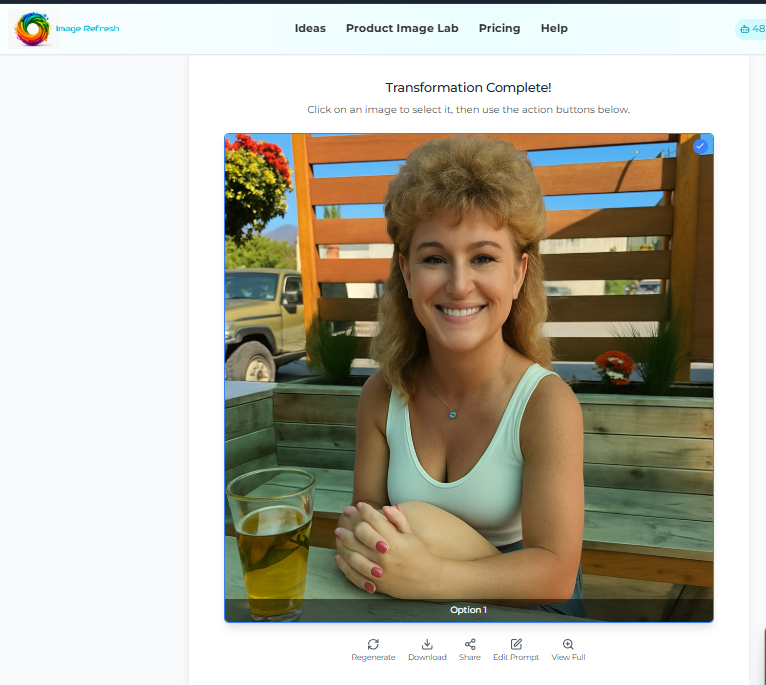 Image Refresh
Ideas Product Image Lab Pricing Help
48
Transformation Complete!
Click on an image to select it, then use the action buttons below.
Option 1
Regenerate Download Share Edit Prompt View Full